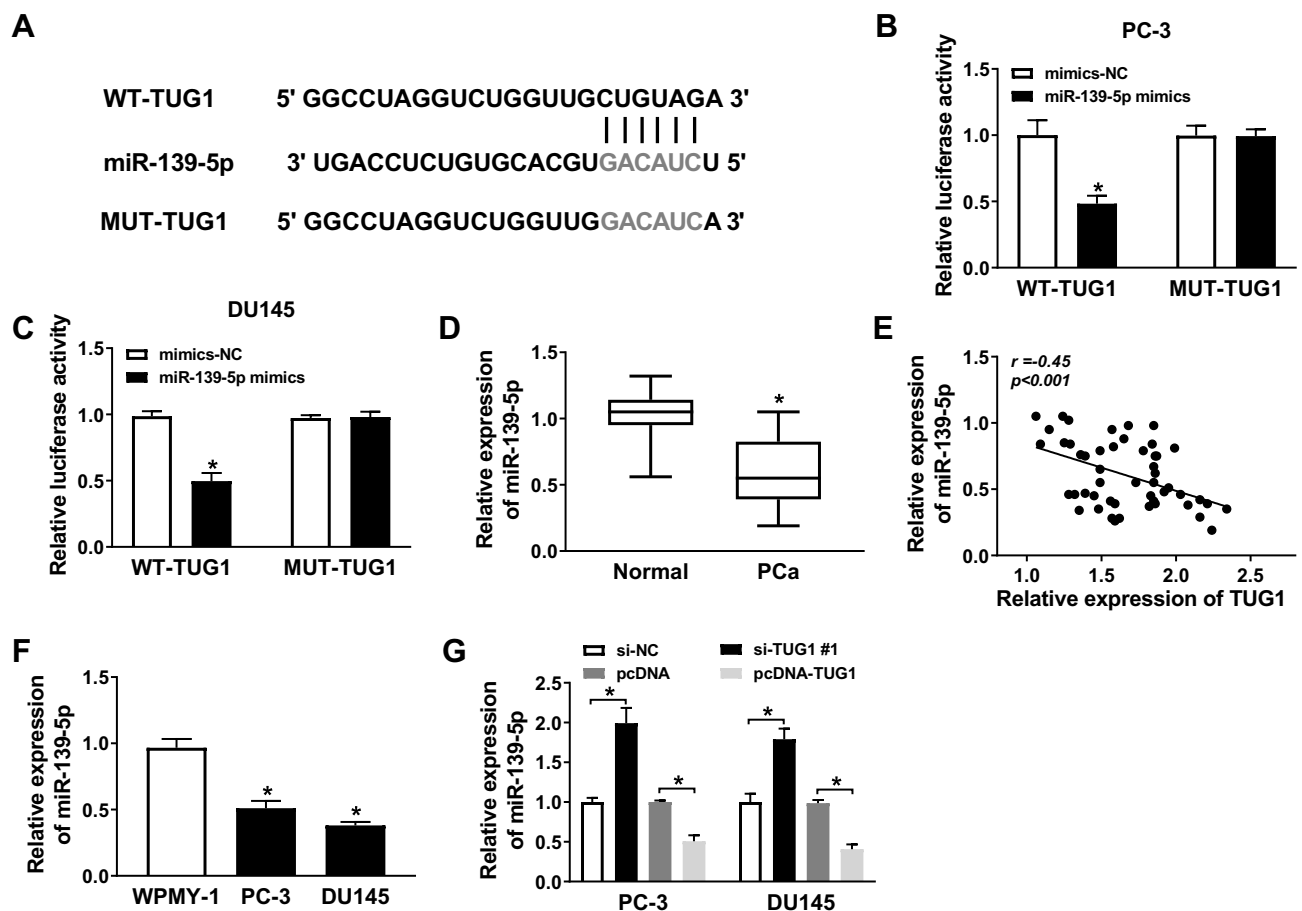 A
WT-TUG1 5' GGCCUAGGUCUGGUUGCUGUAGA 3'
miR-139-5p 3' UGACCUCUGUGCACGUGACAUCU 5'
MUT-TUG1 5' GGCCUAGGUCUGGUUGGACAUCA 3'
B
PC-3
Relative luciferase activity
1.5
1.0
0.5
0.0
mimics-NC
miR-139-5p mimics
*
WT-TUG1 MUT-TUG1
C
DU145
Relative luciferase activity
1.5
1.0
0.5
0.0
mimics-NC
miR-139-5p mimics
*
WT-TUG1 MUT-TUG1
D
Relative expression
of miR-139-5p
1.5
1.0
0.5
0.0
*
Normal PCa
E
Relative expression
of miR-139-5p
1.5
1.0
0.5
0.0
r =-0.45
p<0.001
1.0 1.5 2.0 2.5
Relative expression of TUG1
F
Relative expression
of miR-139-5p
1.5
1.0
0.5
0.0
* *
WPMY-1 PC-3 DU145
G
si-NC si-TUG1 #1
pcDNA pcDNA-TUG1
Relative expression
of miR-139-5p
2.5
2.0
1.5
1.0
0.5
0.0
* * * *
PC-3 DU145